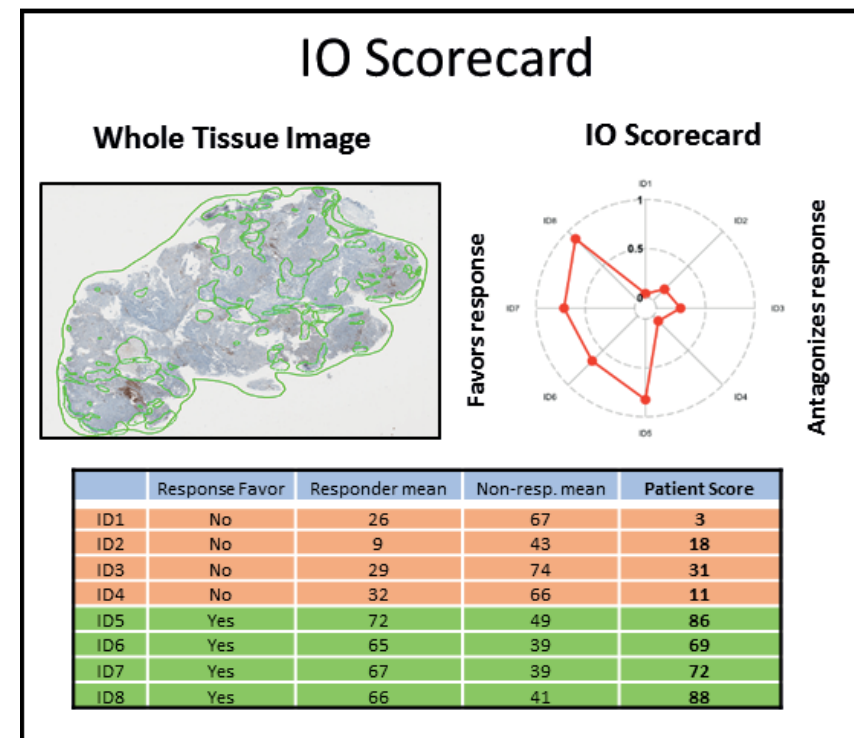 IO Scorecard
Whole Tissue Image
IO Scorecard
Favors response
Antagonizes response
ID1
1
ID8
ID2
0.5
0
ID7
ID3
ID6
ID4
ID5
Response Favor Responder mean Non-resp. mean Patient Score
ID1 No 26 67 3
ID2 No 9 43 18
ID3 No 29 74 31
ID4 No 32 66 11
ID5 Yes 72 49 86
ID6 Yes 65 39 69
ID7 Yes 67 39 72
ID8 Yes 66 41 88